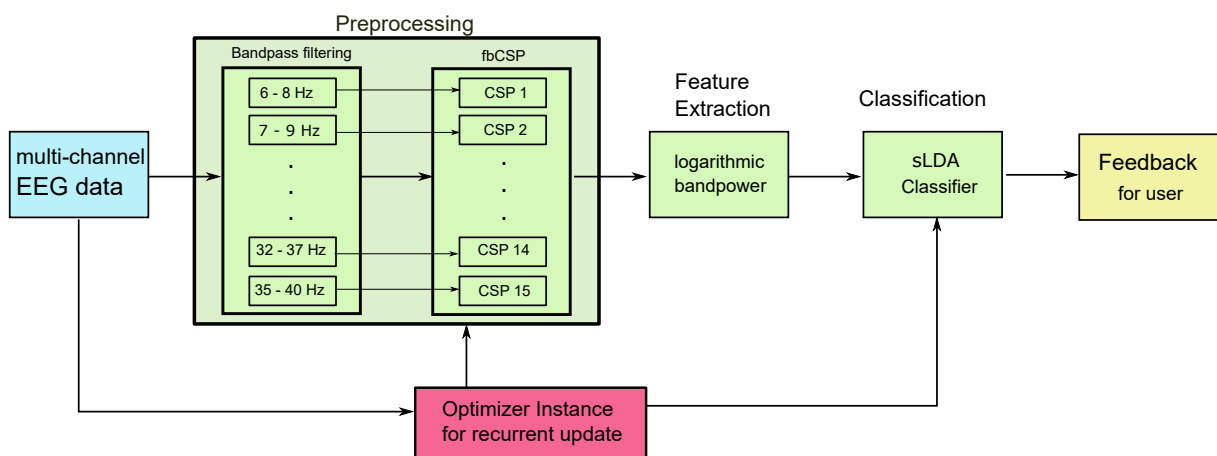 Preprocessing
Bandpass filtering
fbCSP
6 - 8 Hz
CSP 1
7 - 9 Hz
CSP 2
.
.
.
.
.
.
32 - 37 Hz
CSP 14
35 - 40 Hz
CSP 15
multi-channel
EEG data
Feature
Extraction
logarithmic
bandpower
Classification
sLDA
Classifier
Feedback
for user
Optimizer Instance
for recurrent update